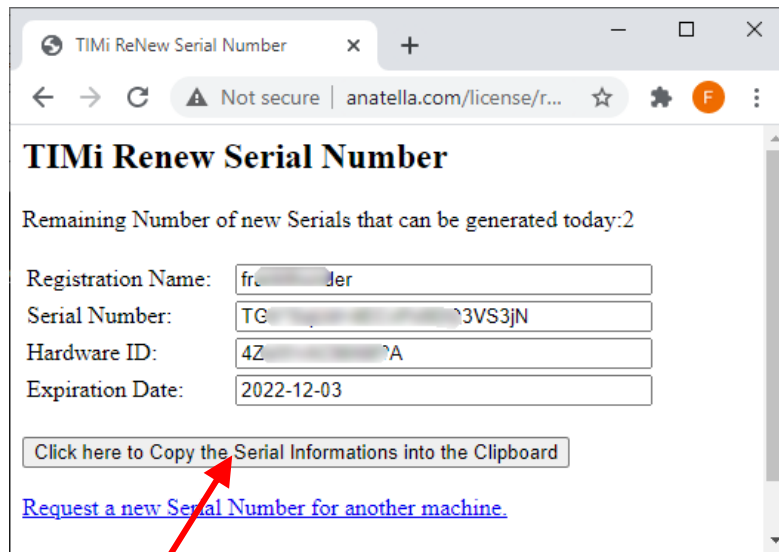 TIMi ReNew Serial Number
Not secure | anatella.com/license/r...
F
TIMi Renew Serial Number
Remaining Number of new Serials that can be generated today:2
Registration Name:
Serial Number:
Hardware ID:
Expiration Date: 2022-12-03
Click here to Copy the Serial Informations into the Clipboard
Request a new Serial Number for another machine.